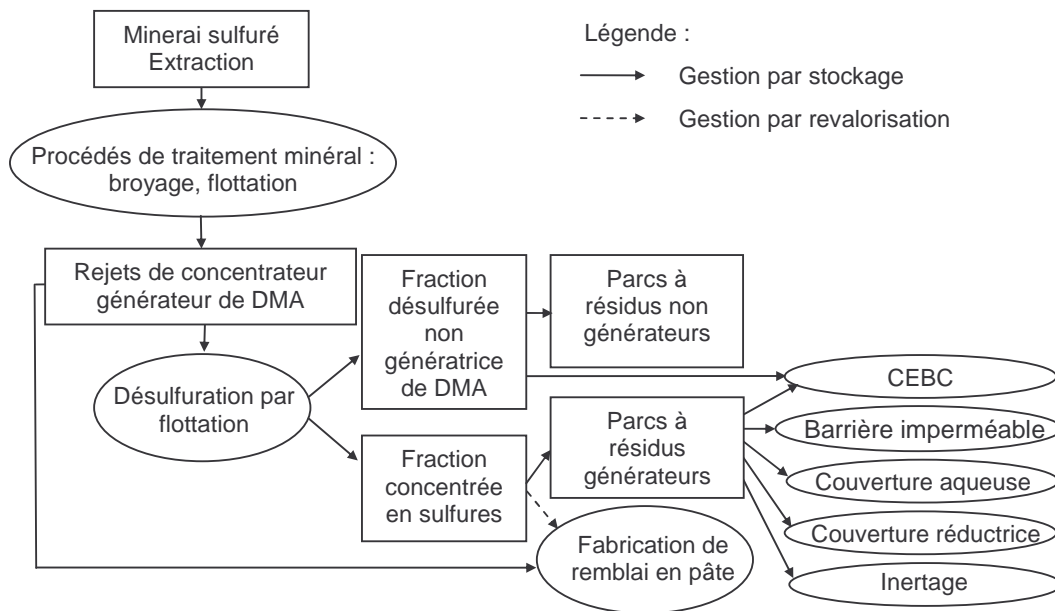 Minerai sulfuré
Extraction
Légende :
Gestion par stockage
Gestion par revalorisation
Procédés de traitement minéral :
broyage, flottation
Rejets de concentrateur
générateur de DMA
Fraction
désulfurée
non
génératrice
de DMA
Parcs à
résidus non
générateurs
Désulfuration par
flottation
Fraction
concentrée
en sulfures
Parcs à
résidus
générateurs
CEBC
Barrière imperméable
Couverture aqueuse
Couverture réductrice
Inertage
Fabrication de
remblai en pâte